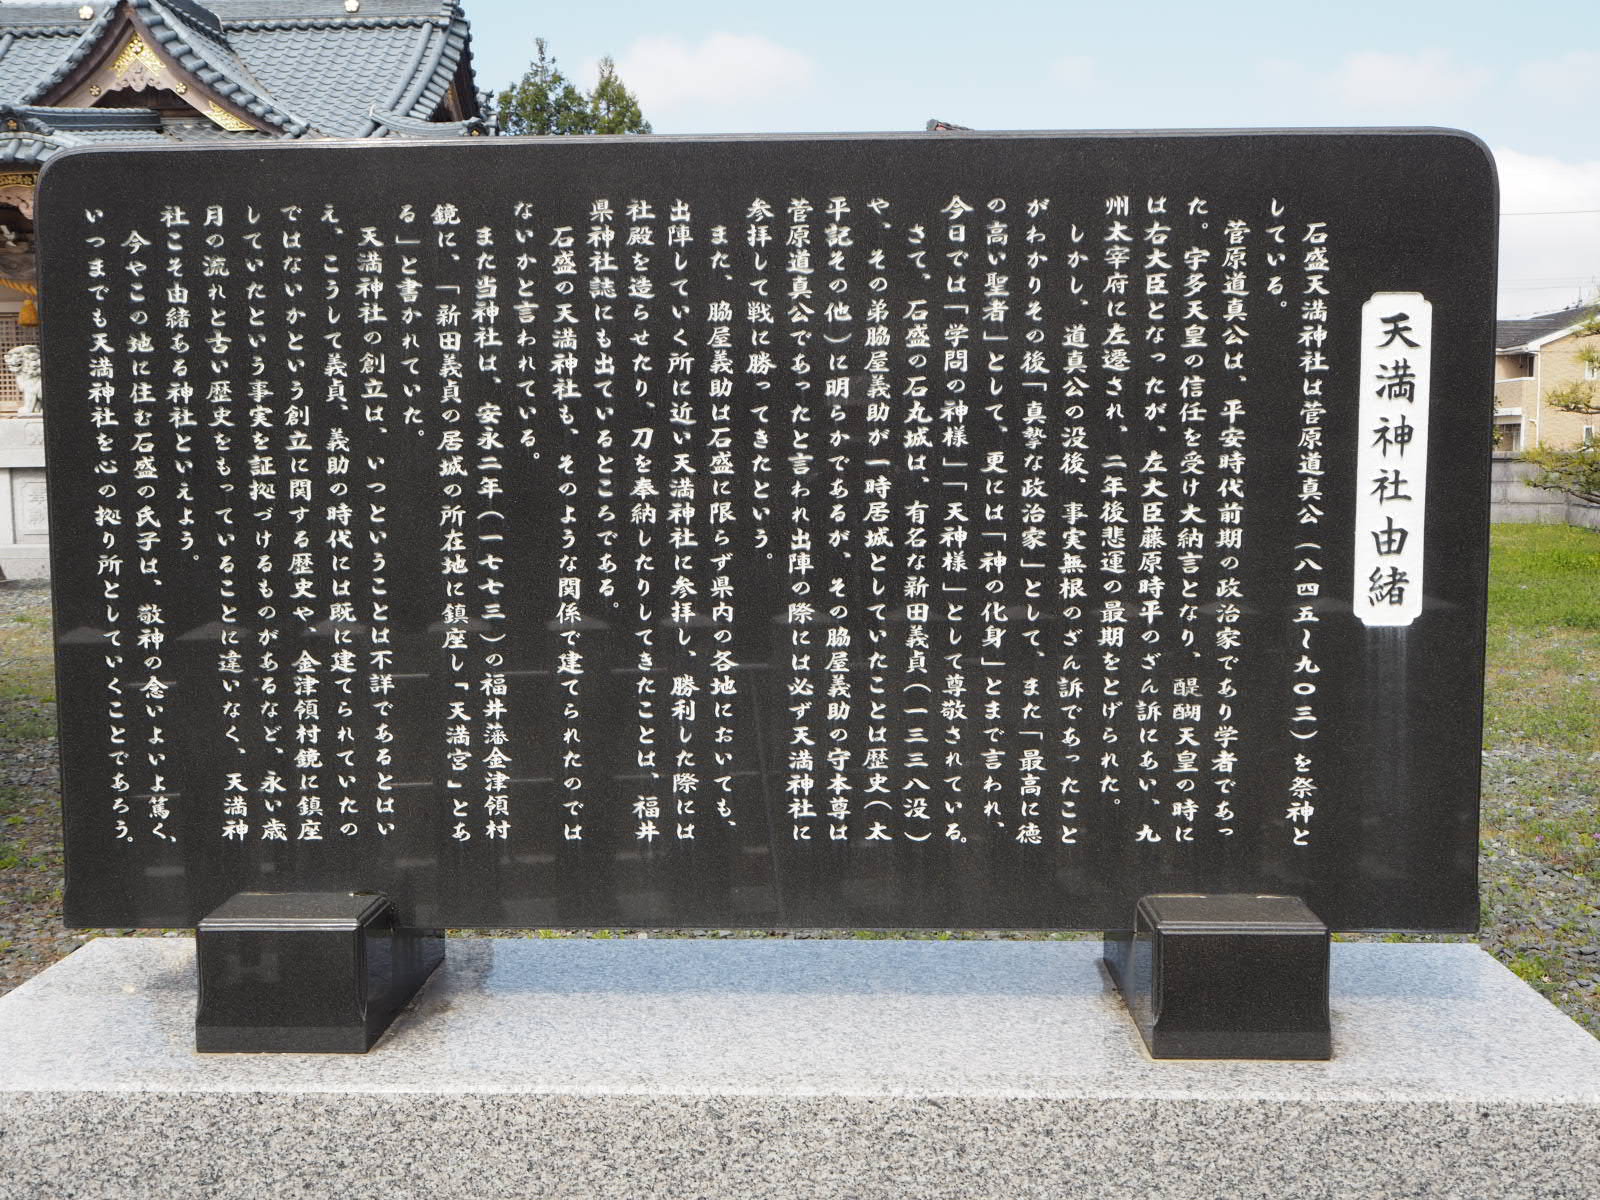 天満神社由緒
石盛天満神社は菅原道真公(八四五〜九〇三)を祭神と
している。
菅原道真公は、平安時代前期の政治家であり学者であっ
た。宇多天皇の信任を受け大納言となり、醍醐天皇の時に
は右大臣となったが、左大臣藤原時平のざん訴にあい、九
州太宰府に左遷され、二年後悲運の最期をとげられた。
しかし、道真公の没後、事実無根のざん訴であったこと
がわかりその後「真摯な政治家」として、また「最高に徳
の高い聖者」として、更には「神の化身」とまで言われ、
今日では「学問の神様」「天神様」として尊敬されている。
さて、石盛の石丸城は、有名な新田義貞(一三三八没)
や、その弟脇屋義助が一時居城としていたことは歴史(太
平記その他)に明らかであるが、その脇屋義助の守本尊は
菅原道真公であったと言われ出陣の際には必ず天満神社に
参拝して戦に勝ってきたという。
また、脇屋義助は石盛に限らず県内の各地においても、
出陣していく所に近い天満神社に参拝し、勝利した際には
社殿を造らせたり、刀を奉納したりしてきたことは、福井
県神社誌にも出ているところである。
石盛の天満神社も、そのような関係で建てられたのでは
ないかと言われている。
また当神社は、安永二年(一七七三)の福井藩金津領村
鏡に、「新田義貞の居城の所在地に鎮座し「天満宮」とあ
る」と書かれていた。
天満神社の創立は、いつということは不詳であるとはい
え、こうして義貞、義助の時代には既に建てられていたの
ではないかという創立に関する歴史や、金津領村鏡に鎮座
していたという事実を証拠づけるものがあるなど、永い歳
月の流れと古い歴史をもっていることに違いなく、天満神
社こそ由緒ある神社といえよう。
今やこの地に住む石盛の氏子は、敬神の念いよいよ篤く、
いつまでも天満神社を心の拠り所としていくことであろう。